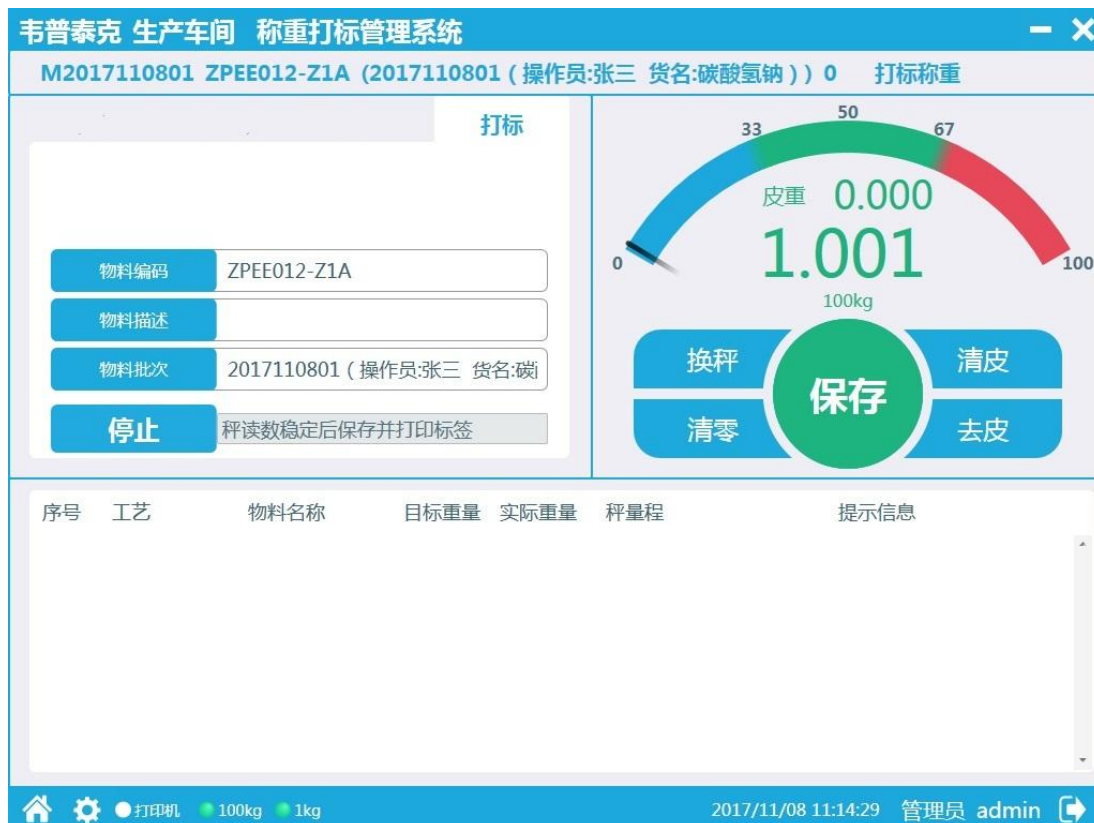 韦普泰克 生产车间 称重打标管理系统
M2017110801 ZPEE012-Z1A (2017110801 ( 操作员:张三 货名:碳酸氢钠 ) ) 0 打标称重
打标
物料编码 ZPEE012-Z1A
物料描述
物料批次 2017110801 ( 操作员:张三 货名:碳
停止 秤读数稳定后保存并打印标签
0 33 50 67 100
皮重 0.000
1.001
100kg
换秤 清皮
保存
清零 去皮
序号 工艺 物料名称 目标重量 实际重量 秤量程 提示信息
打印机 100kg 1kg 2017/11/08 11:14:29 管理员 admin